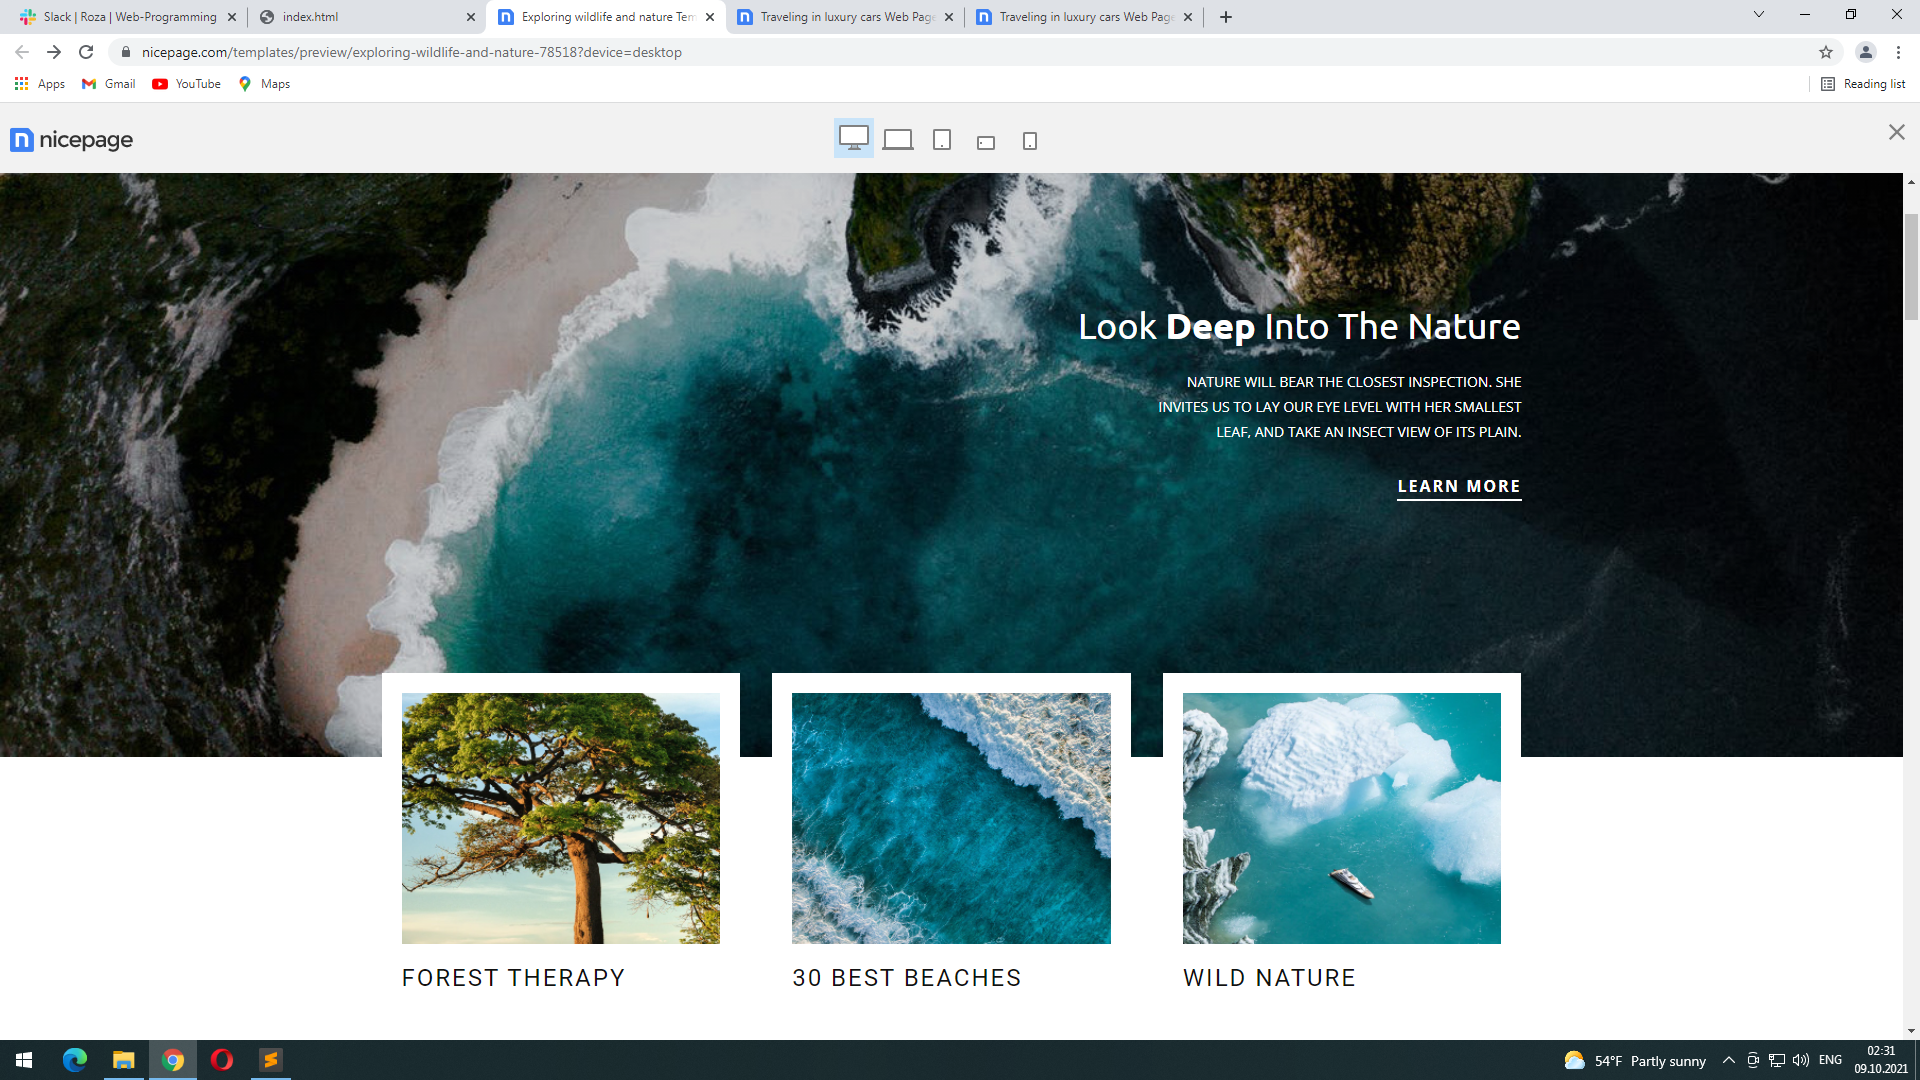 Slack | Roza | Web-Programming
index.html
Exploring wildlife and nature Tem
Traveling in luxury cars Web Page
Traveling in luxury cars Web Page
nicepage.com/templates/preview/exploring-wildlife-and-nature-78518?device=desktop
Apps
Gmail
YouTube
Maps
Reading list
nicepage
Look Deep Into The Nature
NATURE WILL BEAR THE CLOSEST INSPECTION. SHE
INVITES US TO LAY OUR EYE LEVEL WITH HER SMALLEST
LEAF, AND TAKE AN INSECT VIEW OF ITS PLAIN.
LEARN MORE
FOREST THERAPY
30 BEST BEACHES
WILD NATURE
54°F Partly sunny
ENG
02:31
09.10.2021